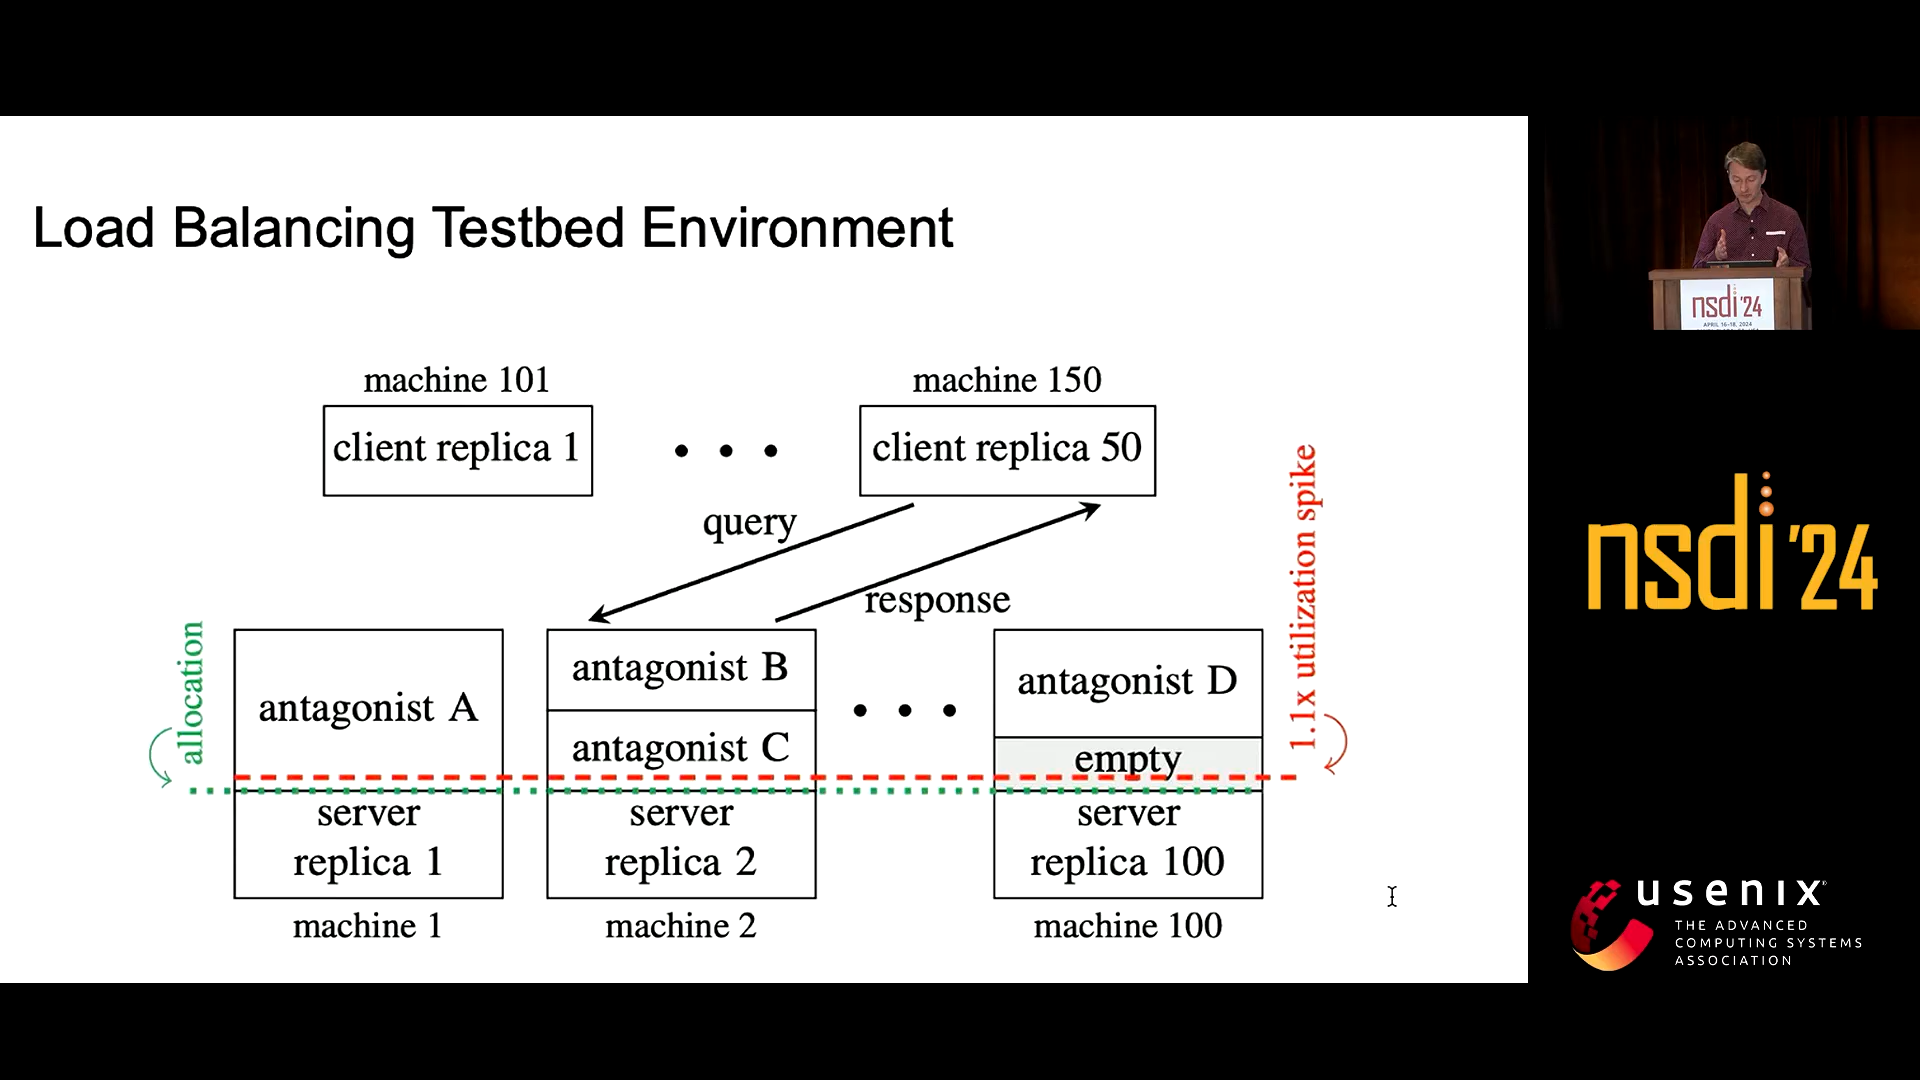 Load Balancing Testbed Environment
machine 101
machine 150
client replica 1
client replica 50
query
response
allocation
1.1x utilization spike
antagonist A
antagonist B
antagonist C
antagonist D
empty
server
replica 1
server
replica 2
server
replica 100
machine 1
machine 2
machine 100
nsdi '24
APRIL 16–18, 2024
nsdi '24
usenix®
THE ADVANCED
COMPUTING SYSTEMS
ASSOCIATION